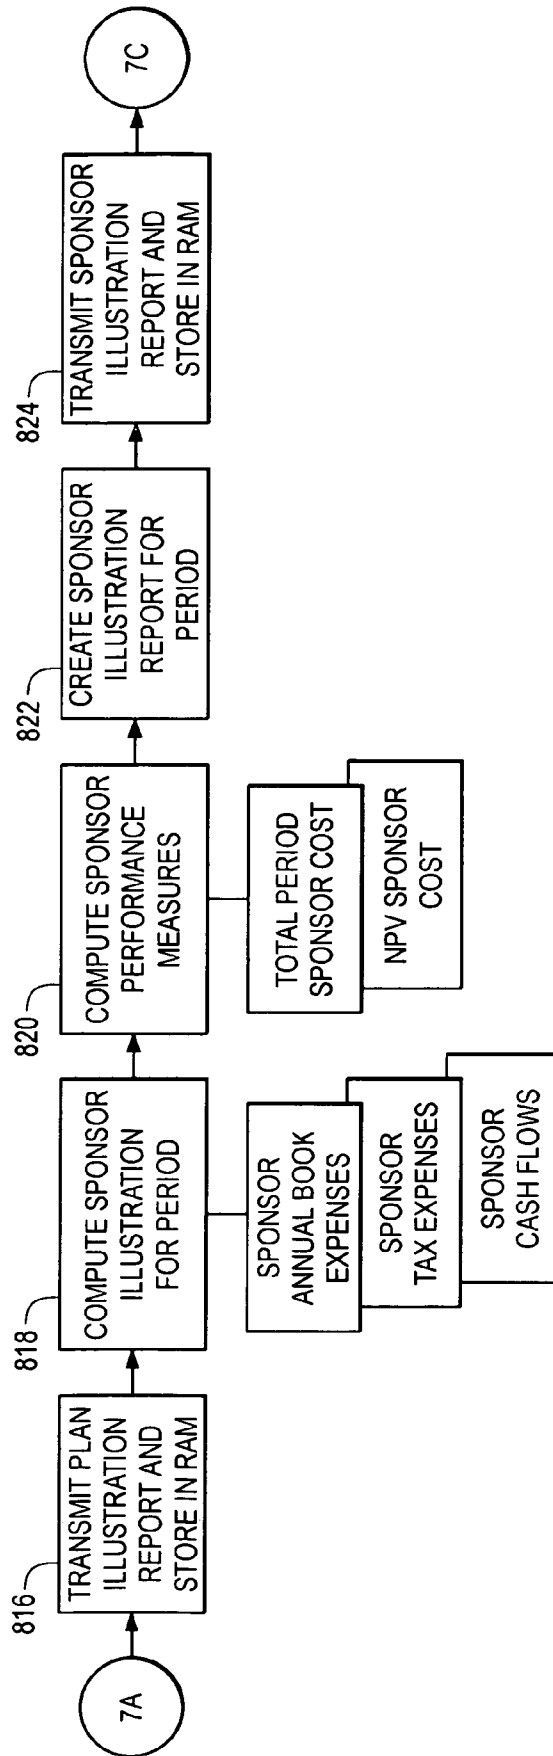 7A
816
TRANSMIT PLAN
ILLUSTRATION
REPORT AND
STORE IN RAM
818
COMPUTE SPONSOR
ILLUSTRATION
FOR PERIOD
SPONSOR
ANNUAL BOOK
EXPENSES
SPONSOR
TAX EXPENSES
SPONSOR
CASH FLOWS
820
COMPUTE SPONSOR
PERFORMANCE
MEASURES
TOTAL PERIOD
SPONSOR COST
NPV SPONSOR
COST
822
CREATE SPONSOR
ILLUSTRATION
REPORT FOR
PERIOD
824
TRANSMIT SPONSOR
ILLUSTRATION
REPORT AND
STORE IN RAM
7C